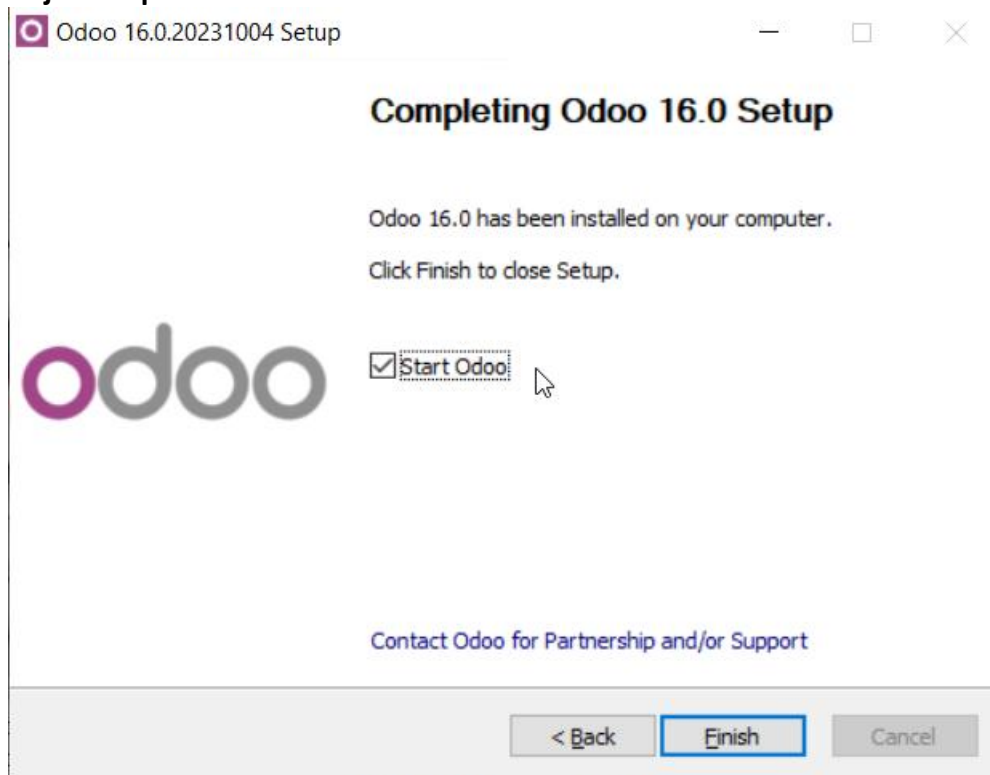 Odoo 16.0.20231004 Setup
Completing Odoo 16.0 Setup
Odoo 16.0 has been installed on your computer.
Click Finish to close Setup.
odoo
Start Odoo
Contact Odoo for Partnership and/or Support
< Back
Finish
Cancel